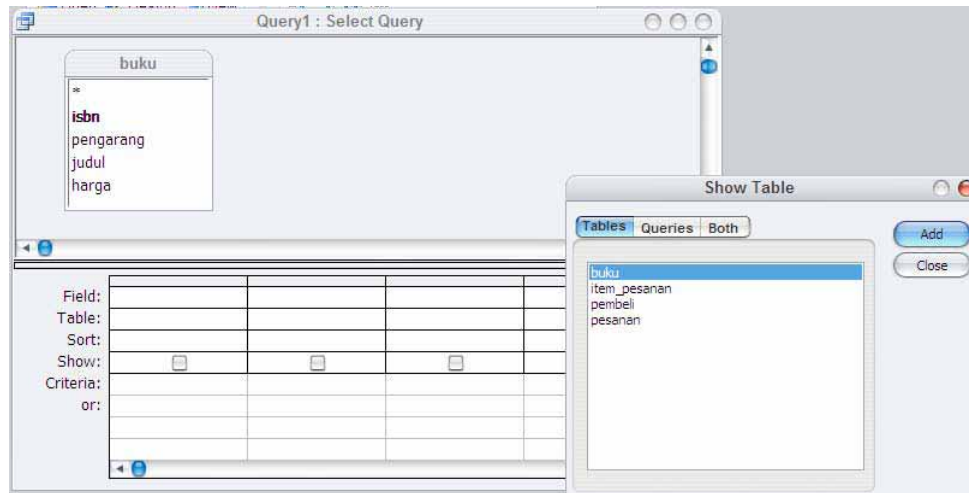 Query1 : Select Query
buku
*
isbn
pengarang
judul
harga
Field:
Table:
Sort:
Show:
Criteria:
or:
Show Table
Tables Queries Both
Add
Close
buku
item_pesanan
pembeli
pesanan